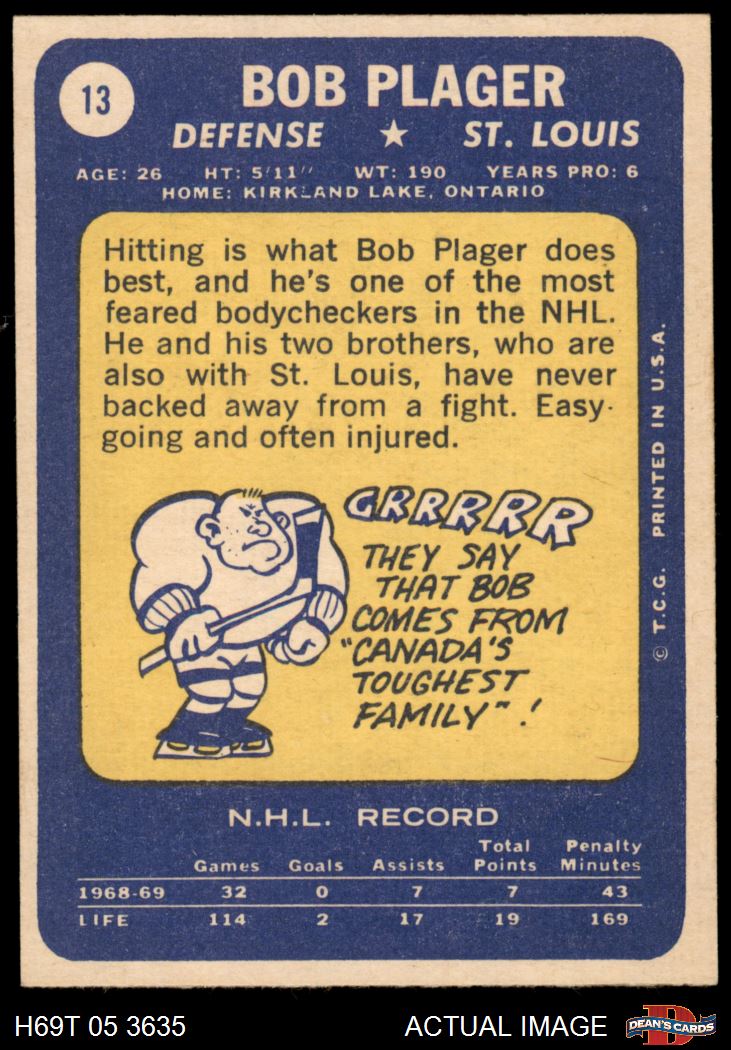 13
BOB PLAGER
DEFENSE ★ ST. LOUIS
AGE: 26 HT: 5'11" WT: 190 YEARS PRO: 6
HOME: KIRKLAND LAKE, ONTARIO
Hitting is what Bob Plager does
best, and he's one of the most
feared bodycheckers in the NHL.
He and his two brothers, who are
also with St. Louis, have never
backed away from a fight. Easy-
going and often injured.
GRRRRR
THEY SAY
THAT BOB
COMES FROM
"CANADA'S
TOUGHEST
FAMILY"!
© T.C.G. PRINTED IN U.S.A.
N.H.L. RECORD
Games Goals Assists Total Points Penalty Minutes
1968-69 32 0 7 7 43
LIFE 114 2 17 19 169
H69T 05 3635 ACTUAL IMAGE D DEAN'S CARDS